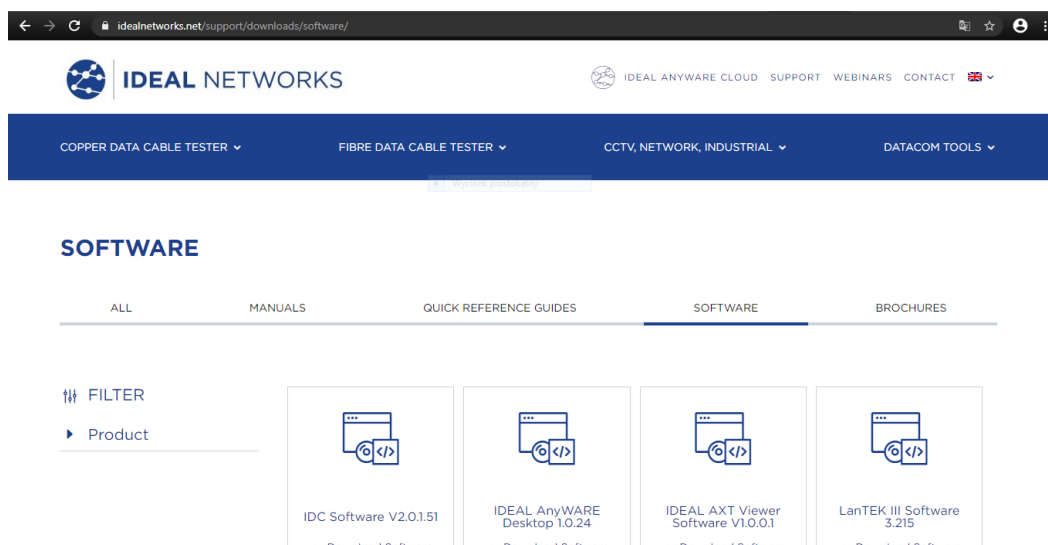 idealnetworks.net/support/downloads/software/
IDEAL NETWORKS
IDEAL ANYWARE CLOUD SUPPORT WEBINARS CONTACT
COPPER DATA CABLE TESTER FIBRE DATA CABLE TESTER CCTV, NETWORK, INDUSTRIAL DATACOM TOOLS
Wycinek prostokątny
SOFTWARE
ALL MANUALS QUICK REFERENCE GUIDES SOFTWARE BROCHURES
FILTER
Product
IDC Software V2.0.1.51
IDEAL AnyWARE
Desktop 1.0.24
IDEAL AXT Viewer
Software V1.0.0.1
LanTEK III Software
3.215